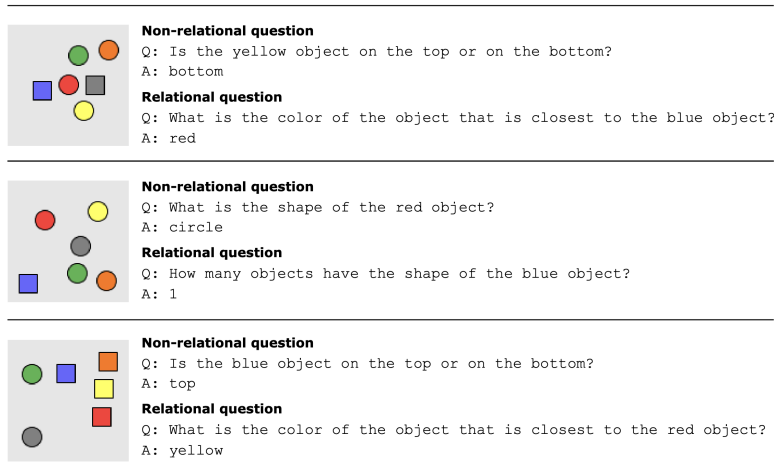 Non-relational question
Q: Is the yellow object on the top or on the bottom?
A: bottom
Relational question
Q: What is the color of the object that is closest to the blue object?
A: red
Non-relational question
Q: What is the shape of the red object?
A: circle
Relational question
Q: How many objects have the shape of the blue object?
A: 1
Non-relational question
Q: Is the blue object on the top or on the bottom?
A: top
Relational question
Q: What is the color of the object that is closest to the red object?
A: yellow